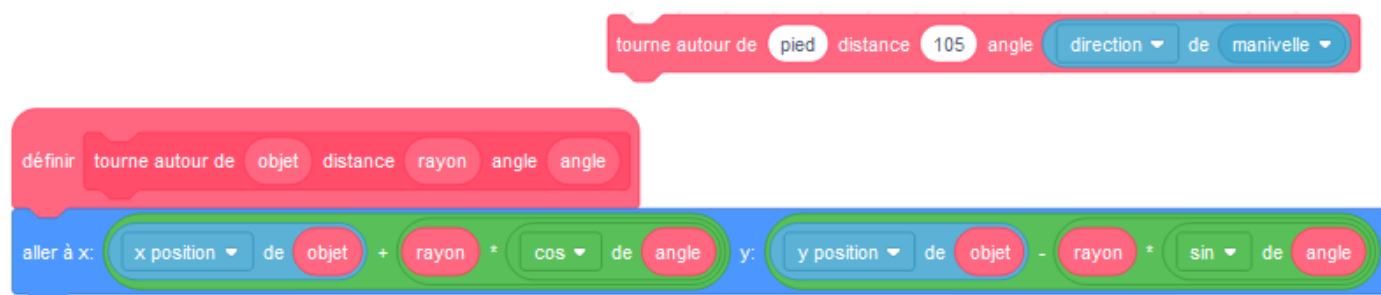 tourne autour de pied distance 105 angle direction de manivelle
définir tourne autour de objet distance rayon angle angle
aller à x: x position de objet + rayon * cos de angle y: y position de objet - rayon * sin de angle